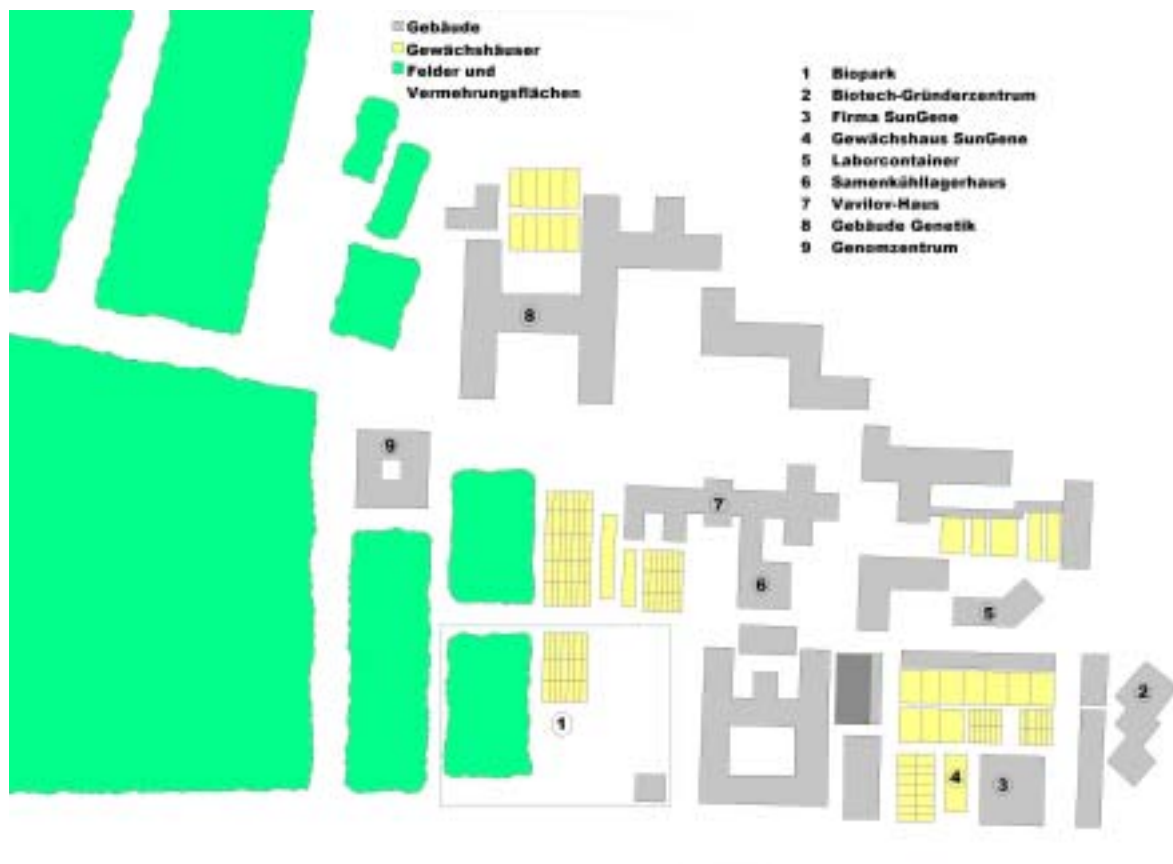 Gebäude
Gewächshäuser
Felder und
Vermehrungsflächen
1 Biopark
2 Biotech-Gründerzentrum
3 Firma SunGene
4 Gewächshaus SunGene
5 Laborcontainer
6 Samenkühllagerhaus
7 Vavilov-Haus
8 Gebäude Genetik
9 Genomzentrum
8
9
7
6
5
2
1
4
3